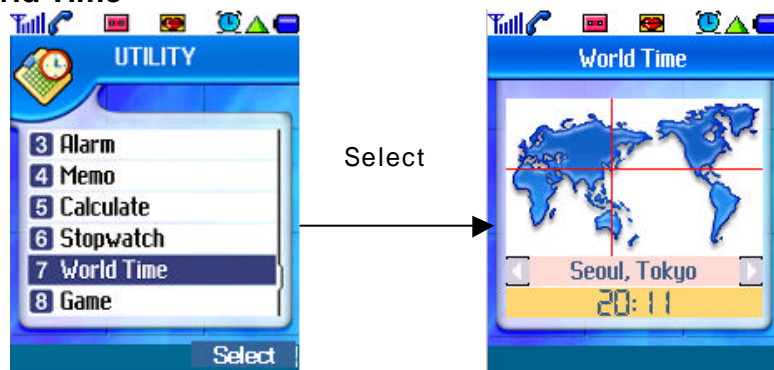 UTILITY
3 Alarm
4 Memo
5 Calculate
6 Stopwatch
7 World Time
8 Game
Select
Select
World Time
Seoul, Tokyo
20:11